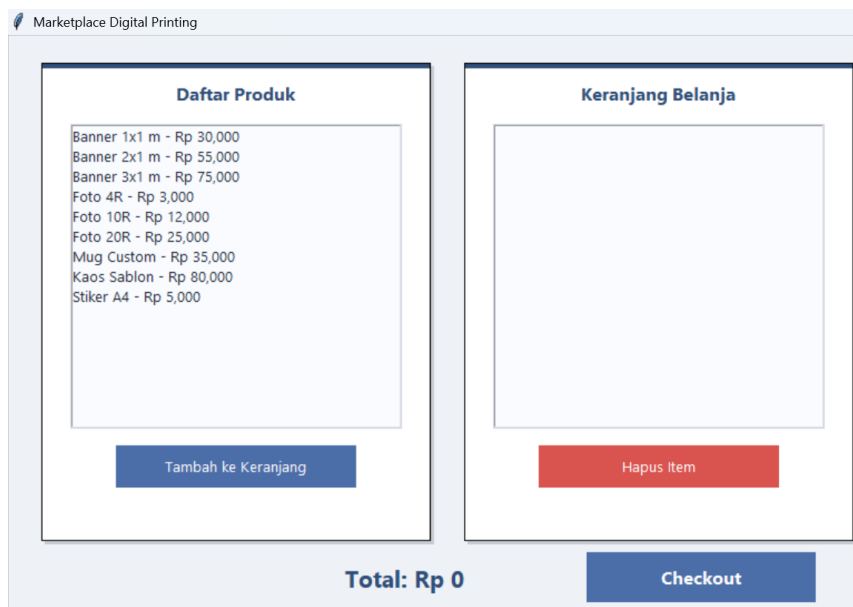 Marketplace Digital Printing
Daftar Produk
Banner 1x1 m - Rp 30,000
Banner 2x1 m - Rp 55,000
Banner 3x1 m - Rp 75,000
Foto 4R - Rp 3,000
Foto 10R - Rp 12,000
Foto 20R - Rp 25,000
Mug Custom - Rp 35,000
Kaos Sablon - Rp 80,000
Stiker A4 - Rp 5,000
Tambah ke Keranjang
Keranjang Belanja
Hapus Item
Total: Rp 0
Checkout